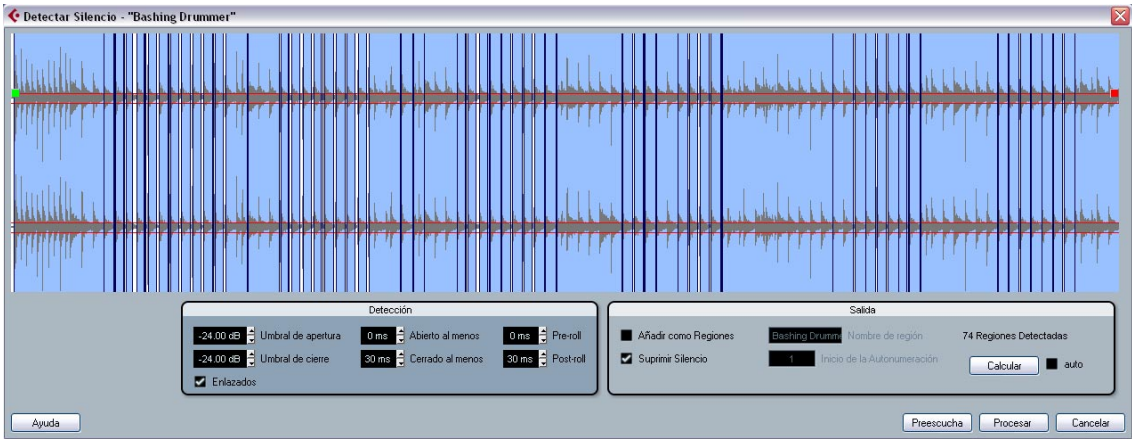 Detectar Silencio - "Bashing Drummer"
Detección
-24.00 dB Umbral de apertura 0 ms Abierto al menos 0 ms Pre-roll
-24.00 dB Umbral de cierre 30 ms Cerrado al menos 30 ms Post-roll
Enlazados
Salida
Añadir como Regiones Bashing Drumm Nombre de región 74 Regiones Detectadas
Suprimir Silencio 1 Inicio de la Autonumeración
Calcular auto
Ayuda Preescucha Procesar Cancelar